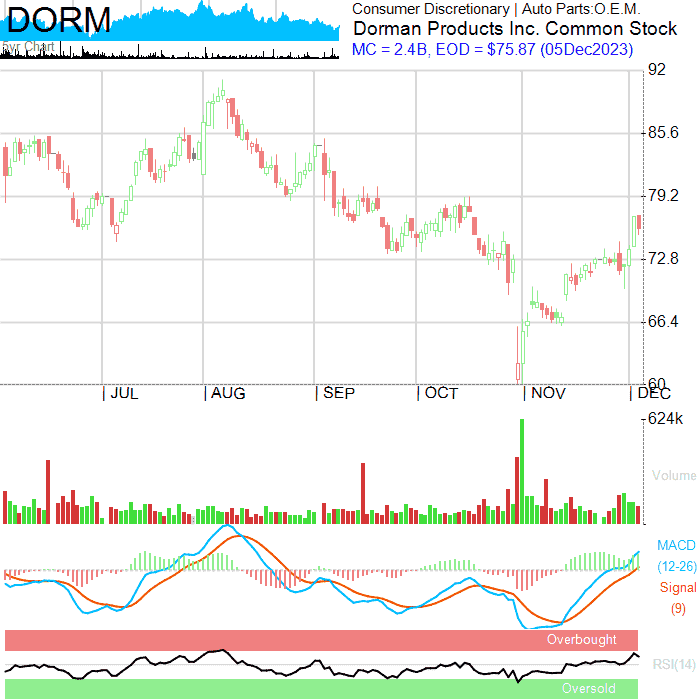 DORM
5yr Chart
Consumer Discretionary | Auto Parts:O.E.M.
Dorman Products Inc. Common Stock
MC = 2.4B, EOD = $75.87 (05Dec2023)
92
85.6
79.2
72.8
66.4
60
| JUL | AUG | SEP | OCT | NOV | DEC
624k
Volume
MACD
(12-26)
Signal
(9)
Overbought
RSI(14)
Oversold